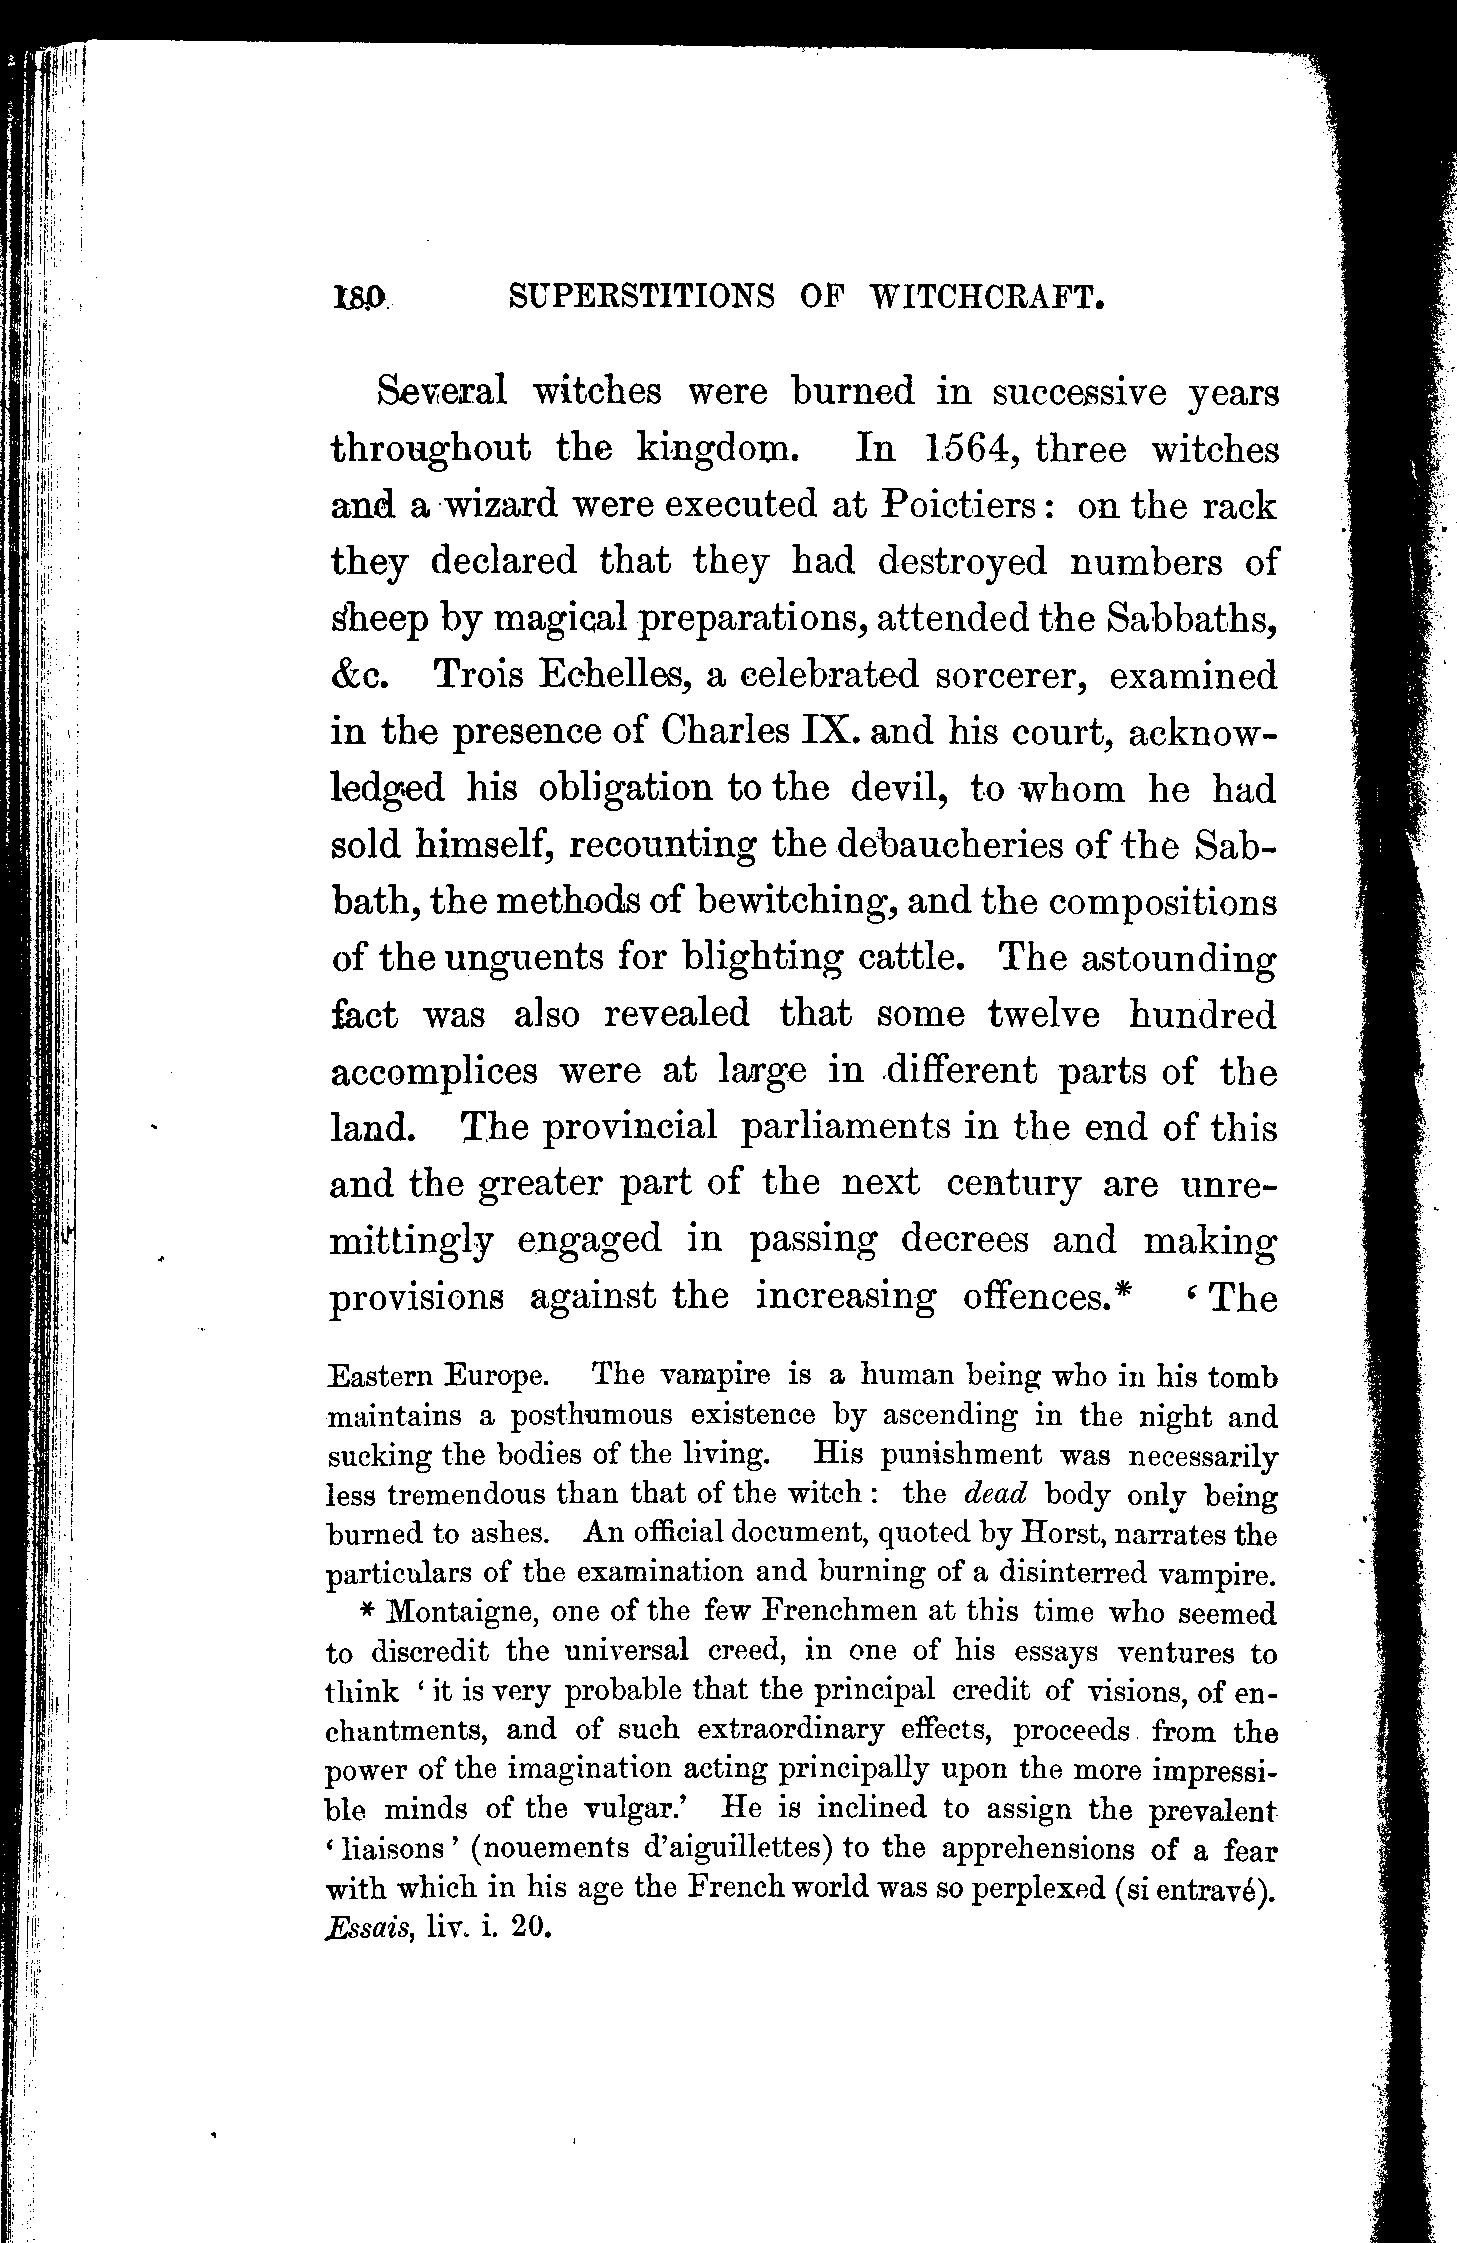 180 SUPERSTITIONS OF WITCHCRAFT.
Several witches were burned in successive years
throughout the kingdom. In 1564, three witches
and a wizard were executed at Poictiers: on the rack
they declared that they had destroyed numbers of
sheep by magical preparations, attended the Sabbaths,
&c. Trois Echelles, a celebrated sorcerer, examined
in the presence of Charles IX. and his court, acknow-
ledged his obligation to the devil, to whom he had
sold himself, recounting the debaucheries of the Sab-
bath, the methods of bewitching, and the compositions
of the unguents for blighting cattle. The astounding
fact was also revealed that some twelve hundred
accomplices were at large in different parts of the
land. The provincial parliaments in the end of this
and the greater part of the next century are unre-
mittingly engaged in passing decrees and making
provisions against the increasing offences.* ‘The
Eastern Europe. The vampire is a human being who in his tomb
maintains a posthumous existence by ascending in the night and
sucking the bodies of the living. His punishment was necessarily
less tremendous than that of the witch: the dead body only being
burned to ashes. An official document, quoted by Horst, narrates the
particulars of the examination and burning of a disinterred vampire.
* Montaigne, one of the few Frenchmen at this time who seemed
to discredit the universal creed, in one of his essays ventures to
think ‘it is very probable that the principal credit of visions, of en-
chantments, and of such extraordinary effects, proceeds from the
power of the imagination acting principally upon the more impressi-
ble minds of the vulgar.’ He is inclined to assign the prevalent
‘liaisons’ (nouements d’aiguillettes) to the apprehensions of a fear
with which in his age the French world was so perplexed (si entravé).
Essais, liv. i. 20.